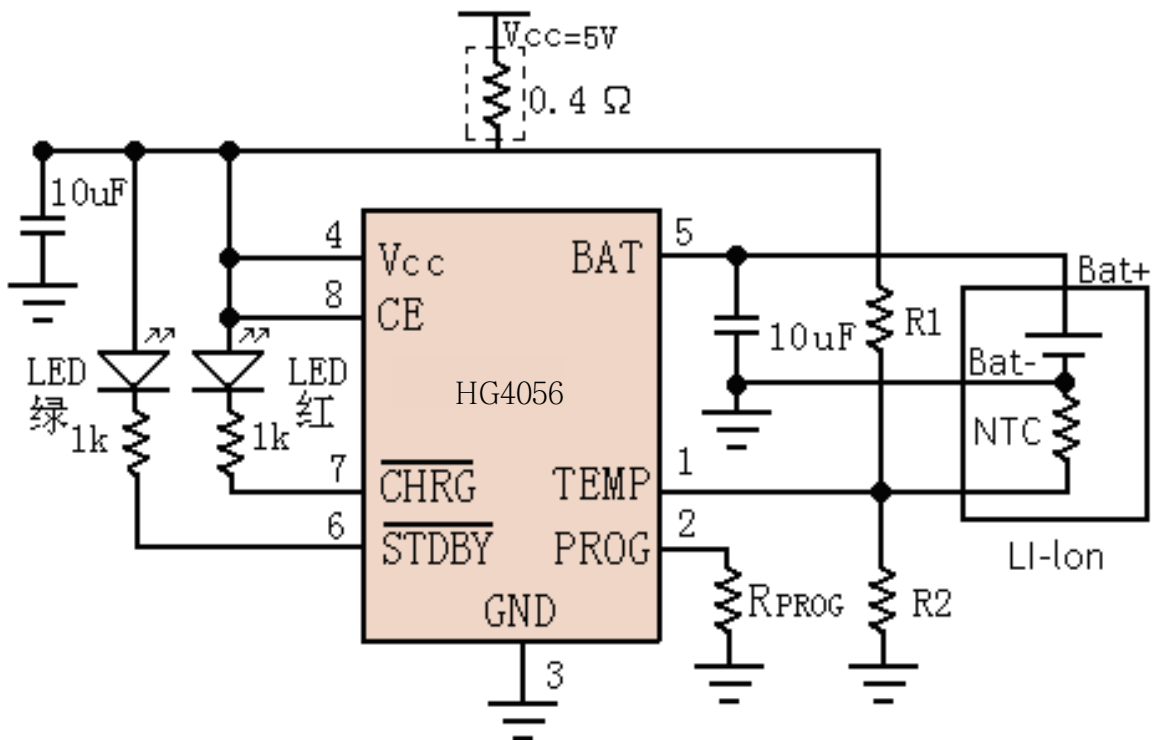 Vcc=5V
0.4 Ω
10uF
4
Vcc
BAT
5
8
CE
Bat+
10uF
R1
Bat-
LED
绿
LED
红
1k
1k
HG4056
NTC
7
CHRG
TEMP
1
6
STDBY
PROG
2
LI-lon
RPROG
R2
GND
3